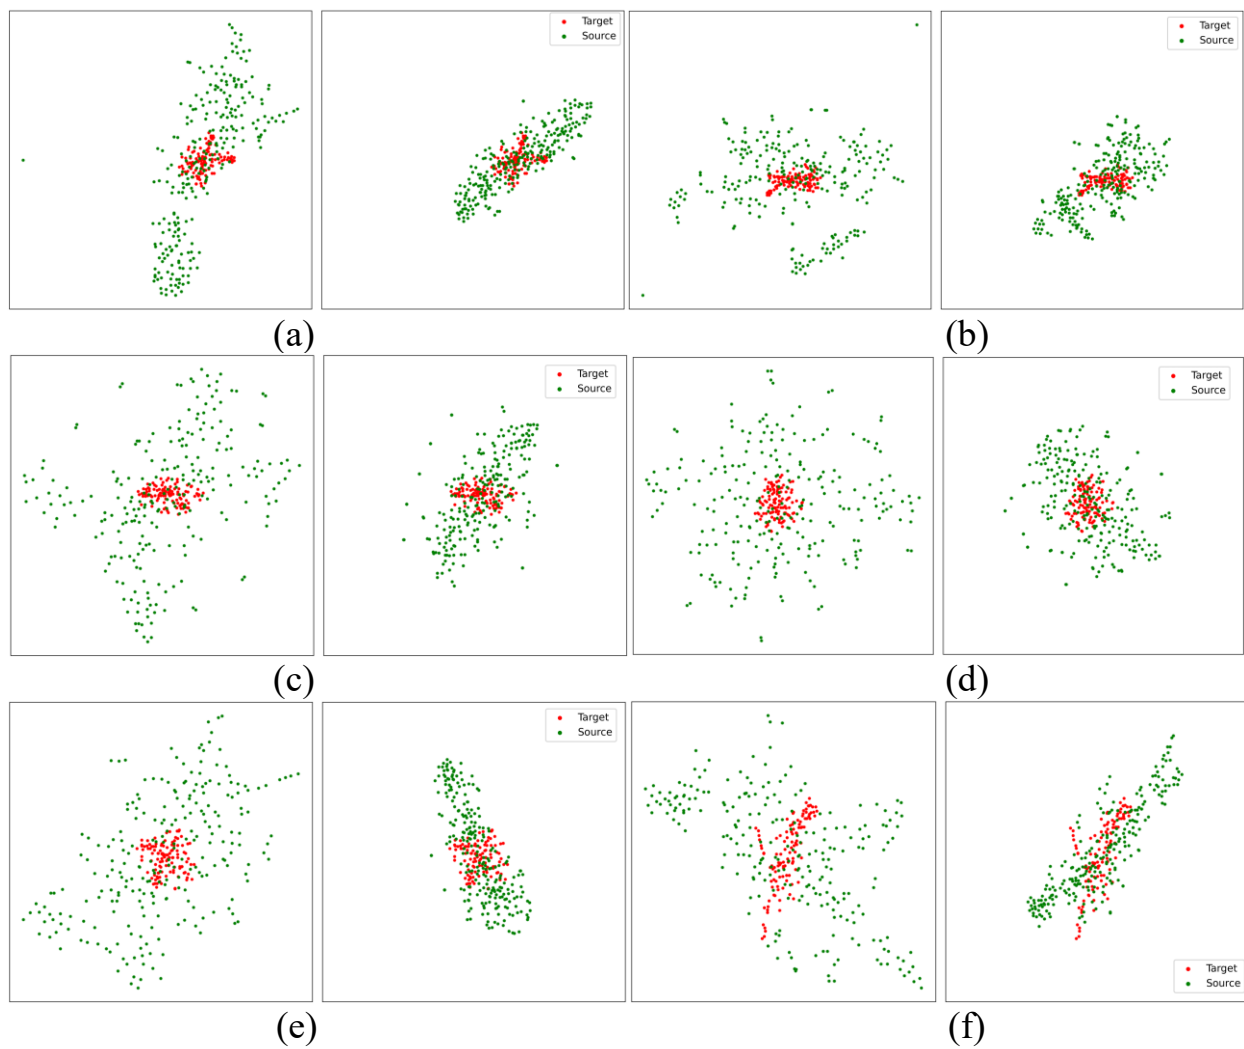 Target
Source
Target
Source
(a)
(b)
Target
Source
Target
Source
(c)
(d)
Target
Source
Target
Source
(e)
(f)